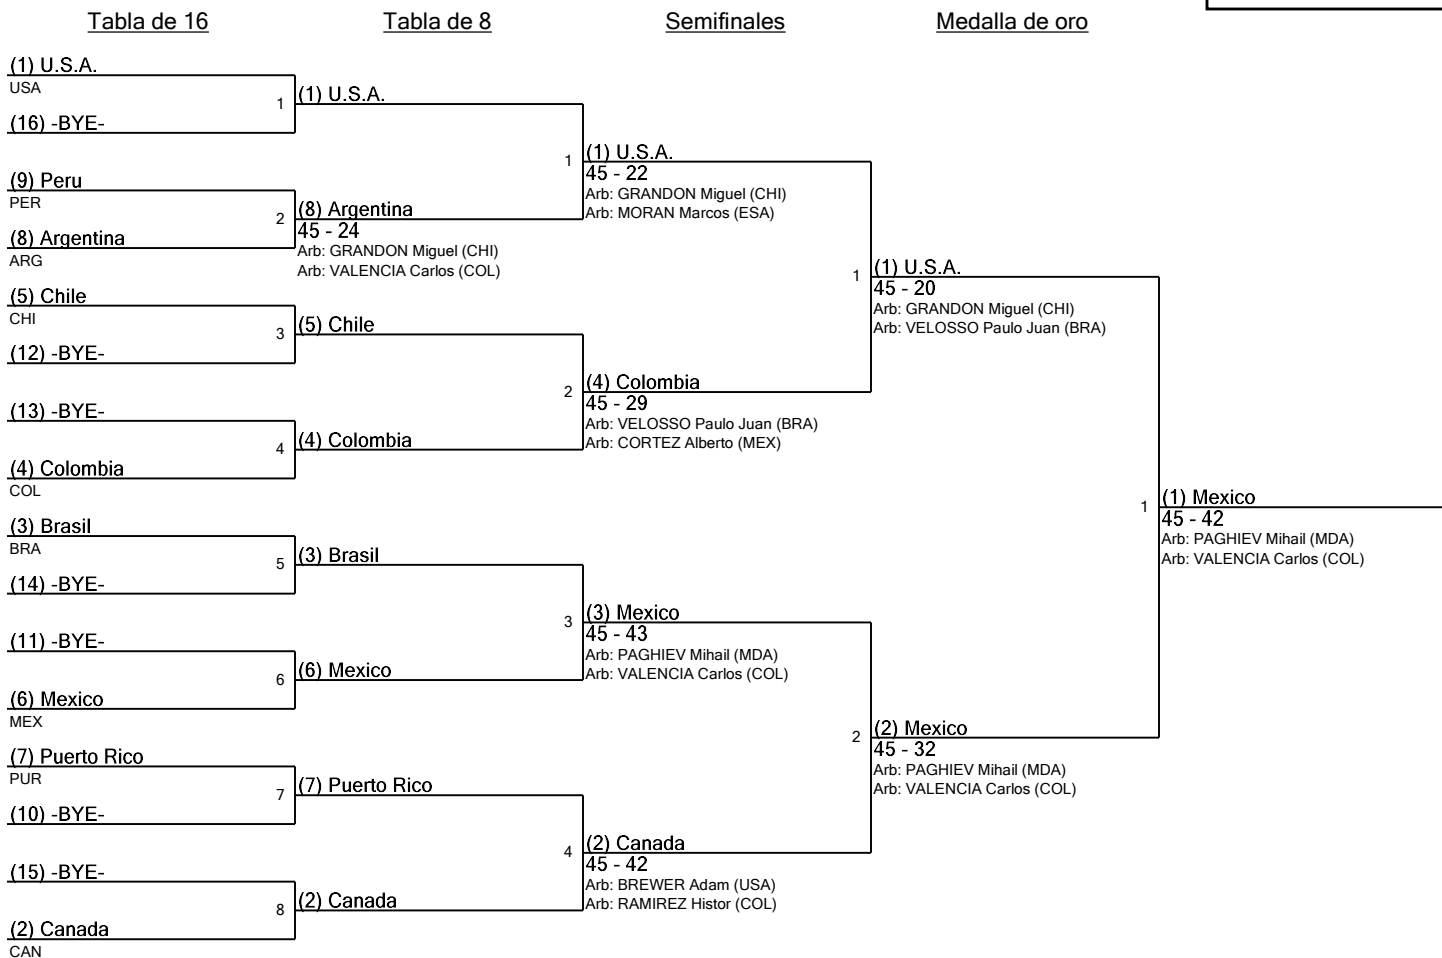 Tabla de 16
Tabla de 8
Semifinales
Medalla de oro
(1) U.S.A.
USA
1
(16) -BYE-
(9) Peru
PER
2
(8) Argentina
ARG
(5) Chile
CHI
3
(12) -BYE-
(13) -BYE-
4
(4) Colombia
COL
(3) Brasil
BRA
5
(14) -BYE-
(11) -BYE-
6
(6) Mexico
MEX
(7) Puerto Rico
PUR
7
(10) -BYE-
(15) -BYE-
8
(2) Canada
CAN
(1) U.S.A.
1
(8) Argentina
45 - 24
Arb: GRANDON Miguel (CHI)
Arb: VALENCIA Carlos (COL)
(5) Chile
2
(4) Colombia
(3) Brasil
3
(6) Mexico
(7) Puerto Rico
4
(2) Canada
(1) U.S.A.
45 - 22
Arb: GRANDON Miguel (CHI)
Arb: MORAN Marcos (ESA)
1
(4) Colombia
45 - 29
Arb: VELOSSO Paulo Juan (BRA)
Arb: CORTEZ Alberto (MEX)
(3) Mexico
45 - 43
Arb: PAGHIEV Mihail (MDA)
Arb: VALENCIA Carlos (COL)
2
(2) Canada
45 - 42
Arb: BREWER Adam (USA)
Arb: RAMIREZ Histor (COL)
(1) U.S.A.
45 - 20
Arb: GRANDON Miguel (CHI)
Arb: VELOSSO Paulo Juan (BRA)
1
(2) Mexico
45 - 32
Arb: PAGHIEV Mihail (MDA)
Arb: VALENCIA Carlos (COL)
(1) Mexico
45 - 42
Arb: PAGHIEV Mihail (MDA)
Arb: VALENCIA Carlos (COL)